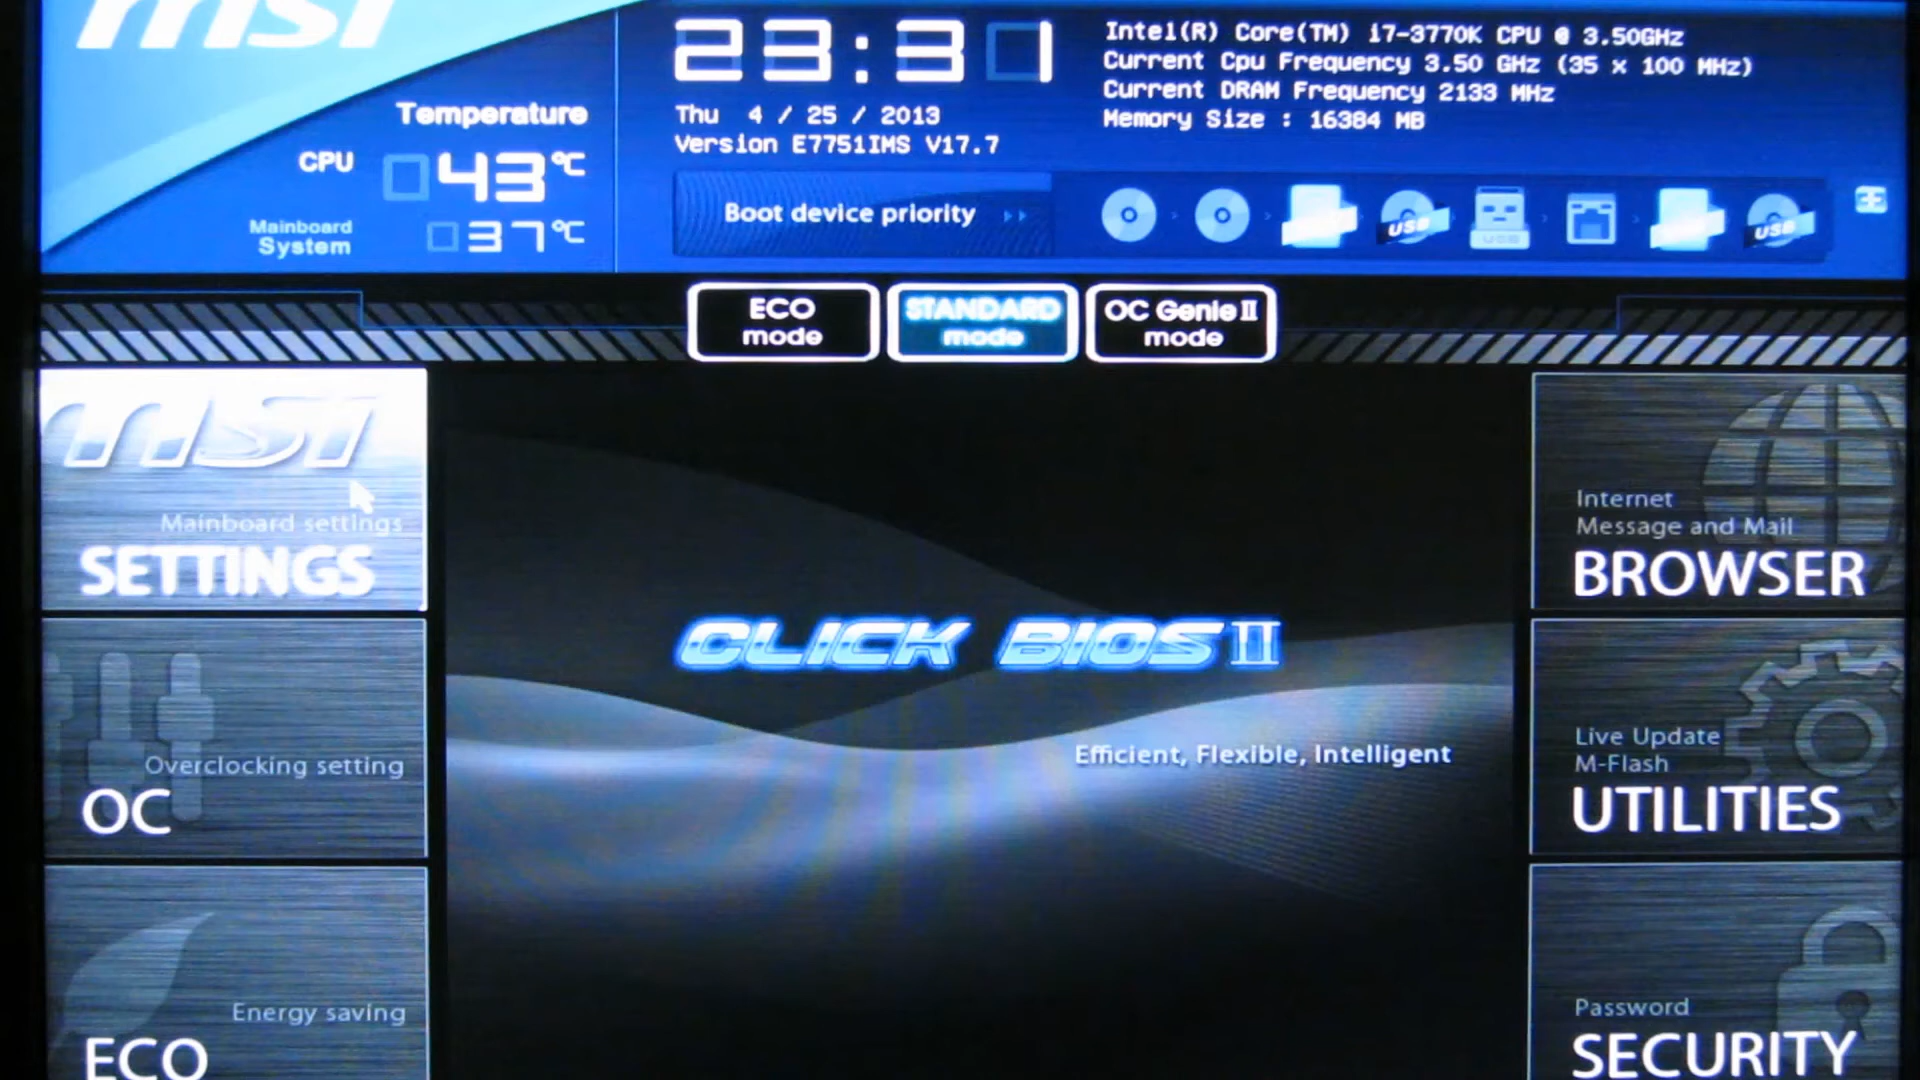 msi
23:31
Intel(R) Core(TM) i7-3770K CPU @ 3.50GHz
Current Cpu Frequency 3.50 GHz (35 x 100 MHz)
Current DRAM Frequency 2133 MHz
Memory Size : 16384 MB
Thu 4 / 25 / 2013
Version E7751IMS V17.7
Temperature
CPU 43°C
Mainboard
System 37°C
Boot device priority
USB
USB
USB
ECO
mode
STANDARD
mode
OC Genie II
mode
msi
Mainboard settings
SETTINGS
Overclocking setting
OC
Energy saving
ECO
CLICK BIOS II
Efficient, Flexible, Intelligent
Internet
Message and Mail
BROWSER
Live Update
M-Flash
UTILITIES
Password
SECURITY